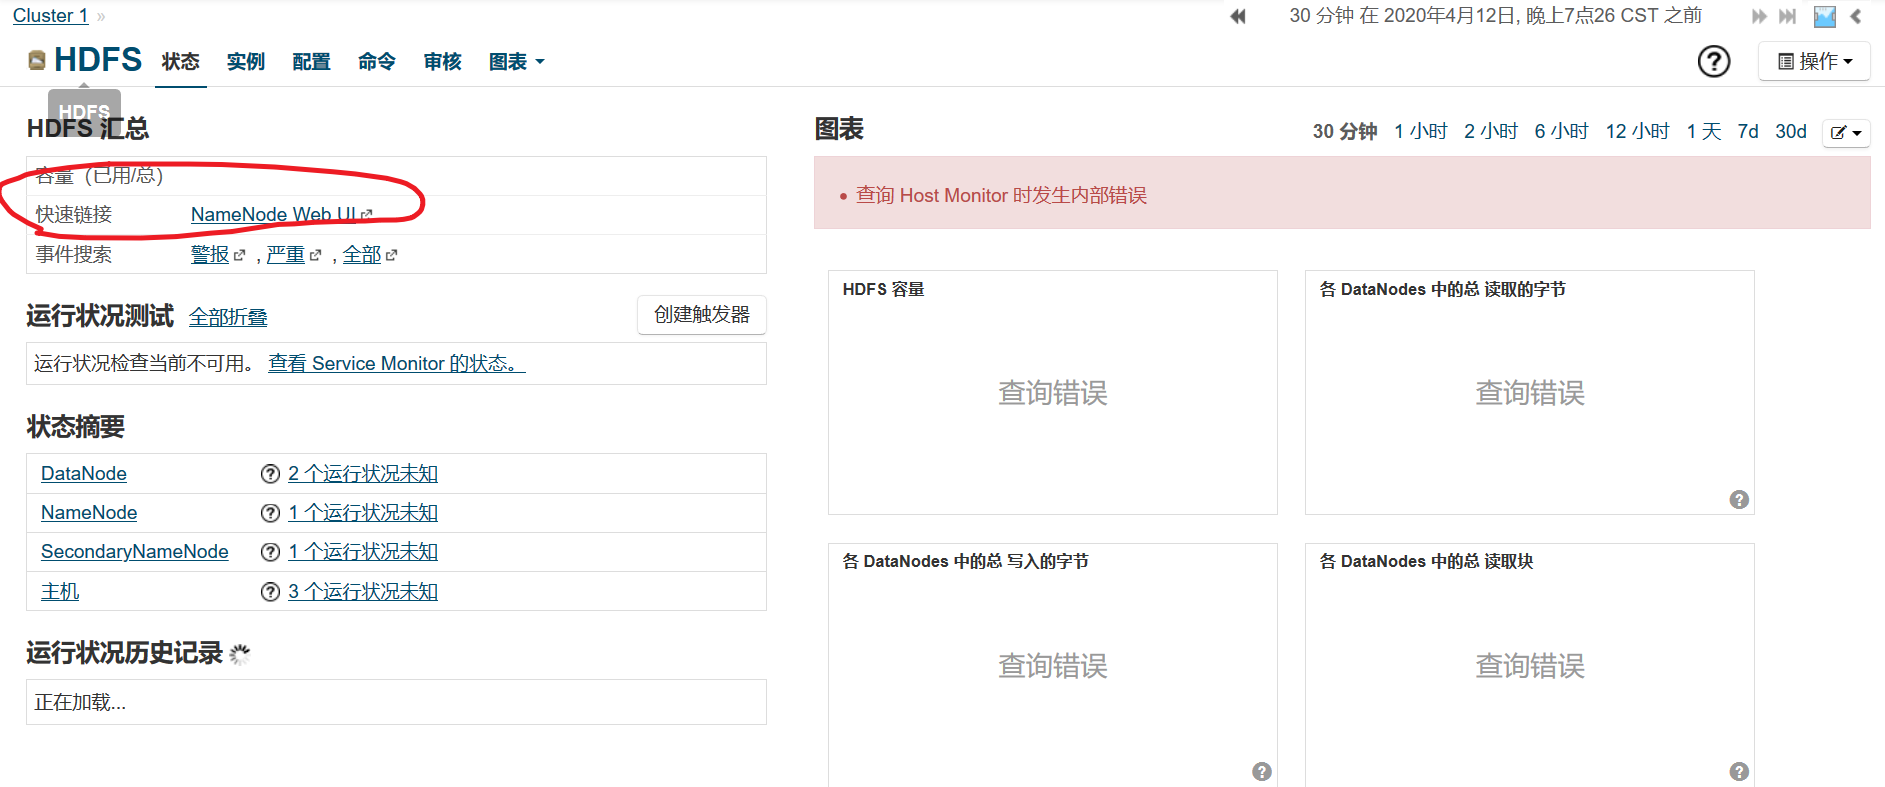 Cluster 1 »
30 分钟 在 2020年4月12日, 晚上7点26 CST 之前
HDFS 状态 实例 配置 命令 审核 图表
操作
HDFS
HDFS 汇总
容量（已用/总）
快速链接 NameNode Web UI
事件搜索 警报 , 严重 , 全部
运行状况测试 全部折叠 创建触发器
运行状况检查当前不可用。 查看 Service Monitor 的状态。
状态摘要
DataNode 2 个运行状况未知
NameNode 1 个运行状况未知
SecondaryNameNode 1 个运行状况未知
主机 3 个运行状况未知
运行状况历史记录
正在加载...
图表 30 分钟 1 小时 2 小时 6 小时 12 小时 1 天 7d 30d
• 查询 Host Monitor 时发生内部错误
HDFS 容量
查询错误
各 DataNodes 中的总 读取的字节
查询错误
各 DataNodes 中的总 写入的字节
查询错误
各 DataNodes 中的总 读取块
查询错误